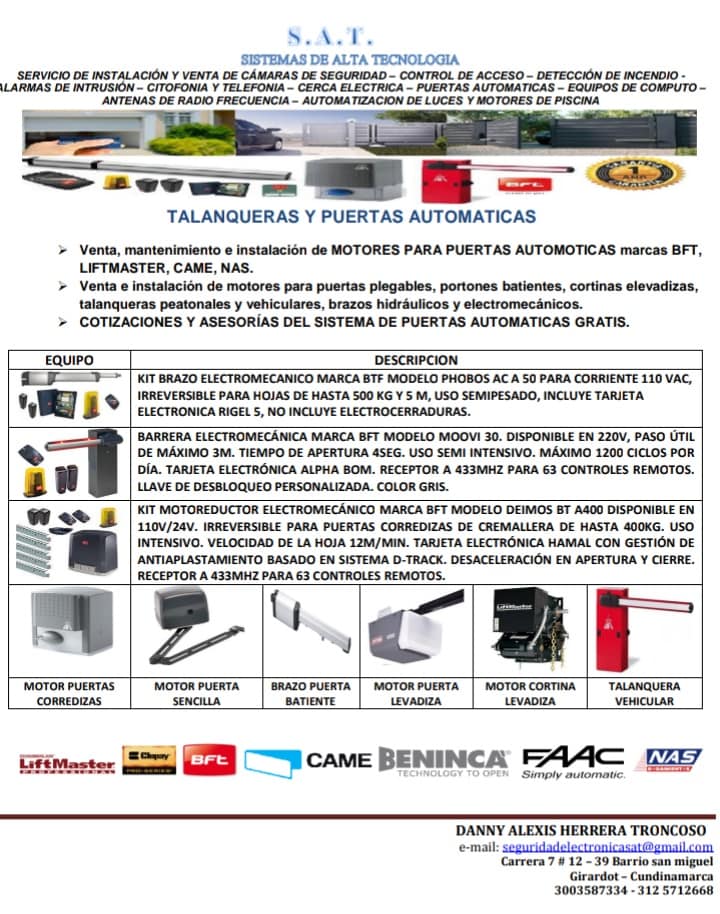 S.A.T.
SISTEMAS DE ALTA TECNOLOGIA
SERVICIO DE INSTALACIÓN Y VENTA DE CÁMARAS DE SEGURIDAD – CONTROL DE ACCESO – DETECCIÓN DE INCENDIO -
ALARMAS DE INTRUSIÓN – CITOFONIA Y TELEFONIA – CERCA ELECTRICA – PUERTAS AUTOMATICAS – EQUIPOS DE COMPUTO –
ANTENAS DE RADIO FRECUENCIA – AUTOMATIZACION DE LUCES Y MOTORES DE PISCINA
BFT
GARANTIA
1 AÑO
TALANQUERAS Y PUERTAS AUTOMATICAS
➢ Venta, mantenimiento e instalación de MOTORES PARA PUERTAS AUTOMOTICAS marcas BFT,
LIFTMASTER, CAME, NAS.
➢ Venta e instalación de motores para puertas plegables, portones batientes, cortinas elevadizas,
talanqueras peatonales y vehiculares, brazos hidráulicos y electromecánicos.
➢ COTIZACIONES Y ASESORÍAS DEL SISTEMA DE PUERTAS AUTOMATICAS GRATIS.
EQUIPO DESCRIPCION
KIT BRAZO ELECTROMECANICO MARCA BTF MODELO PHOBOS AC A 50 PARA CORRIENTE 110 VAC,
IRREVERSIBLE PARA HOJAS DE HASTA 500 KG Y 5 M, USO SEMIPESADO, INCLUYE TARJETA
ELECTRONICA RIGEL 5, NO INCLUYE ELECTROCERRADURAS.
BARRERA ELECTROMECÁNICA MARCA BFT MODELO MOOVI 30. DISPONIBLE EN 220V, PASO ÚTIL
DE MÁXIMO 3M. TIEMPO DE APERTURA 4SEG. USO SEMI INTENSIVO. MÁXIMO 1200 CICLOS POR
DÍA. TARJETA ELECTRÓNICA ALPHA BOM. RECEPTOR A 433MHZ PARA 63 CONTROLES REMOTOS.
LLAVE DE DESBLOQUEO PERSONALIZADA. COLOR GRIS.
KIT MOTOREDUCTOR ELECTROMECÁNICO MARCA BFT MODELO DEIMOS BT A400 DISPONIBLE EN
110V/24V. IRREVERSIBLE PARA PUERTAS CORREDIZAS DE CREMALLERA DE HASTA 400KG. USO
INTENSIVO. VELOCIDAD DE LA HOJA 12M/MIN. TARJETA ELECTRÓNICA HAMAL CON GESTIÓN DE
ANTIAPLASTAMIENTO BASADO EN SISTEMA D-TRACK. DESACELERACIÓN EN APERTURA Y CIERRE.
RECEPTOR A 433MHZ PARA 63 CONTROLES REMOTOS.
LiftMaster
MOTOR PUERTAS MOTOR PUERTA BRAZO PUERTA MOTOR PUERTA MOTOR CORTINA TALANQUERA
CORREDIZAS SENCILLA BATIENTE LEVADIZA LEVADIZA VEHICULAR
CHAMBERLAIN
LiftMaster
PROFESSIONAL
Clopay
PRO-SERIES
BFT
CAME
BENINCA
TECHNOLOGY TO OPEN
FAAC
Simply automatic.
NAS
DANNY ALEXIS HERRERA TRONCOSO
e-mail: seguridadelectronicasat@gmail.com
Carrera 7 # 12 – 39 Barrio san miguel
Girardot – Cundinamarca
3003587334 - 312 5712668